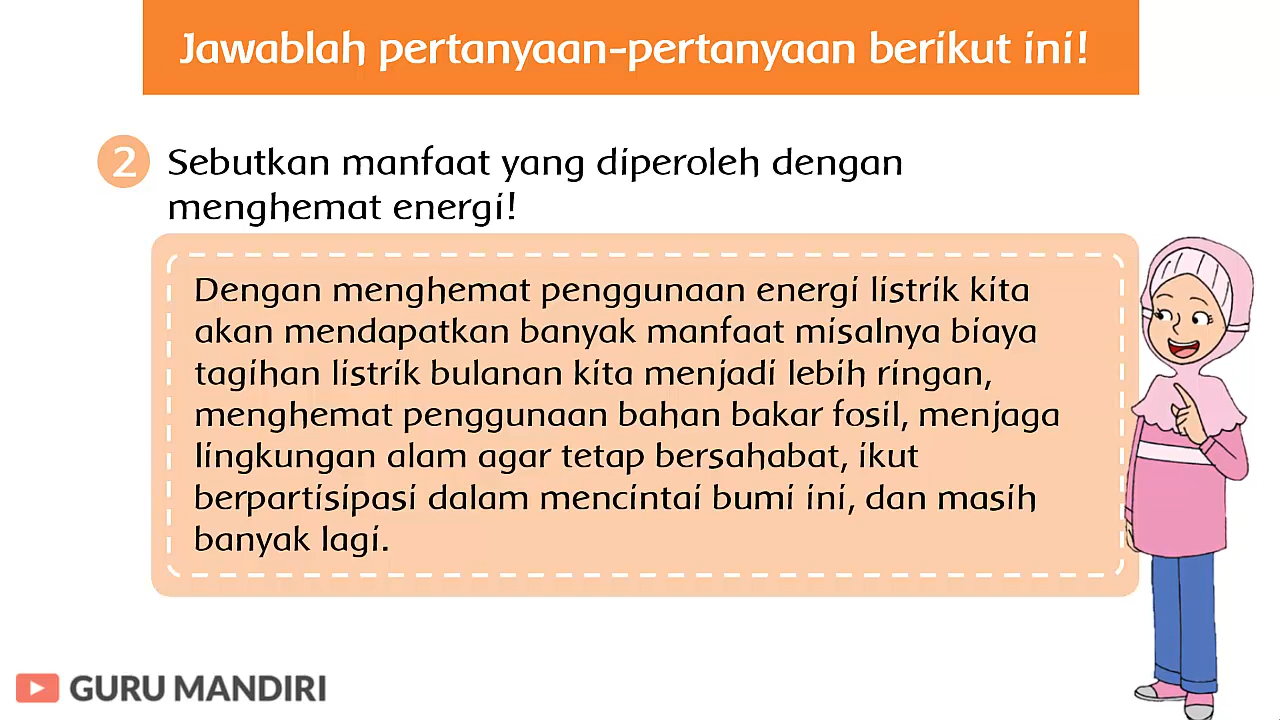 Jawablah pertanyaan-pertanyaan berikut ini!
2 Sebutkan manfaat yang diperoleh dengan
menghemat energi!
Dengan menghemat penggunaan energi listrik kita
akan mendapatkan banyak manfaat misalnya biaya
tagihan listrik bulanan kita menjadi lebih ringan,
menghemat penggunaan bahan bakar fosil, menjaga
lingkungan alam agar tetap bersahabat, ikut
berpartisipasi dalam mencintai bumi ini, dan masih
banyak lagi.
GURU MANDIRI